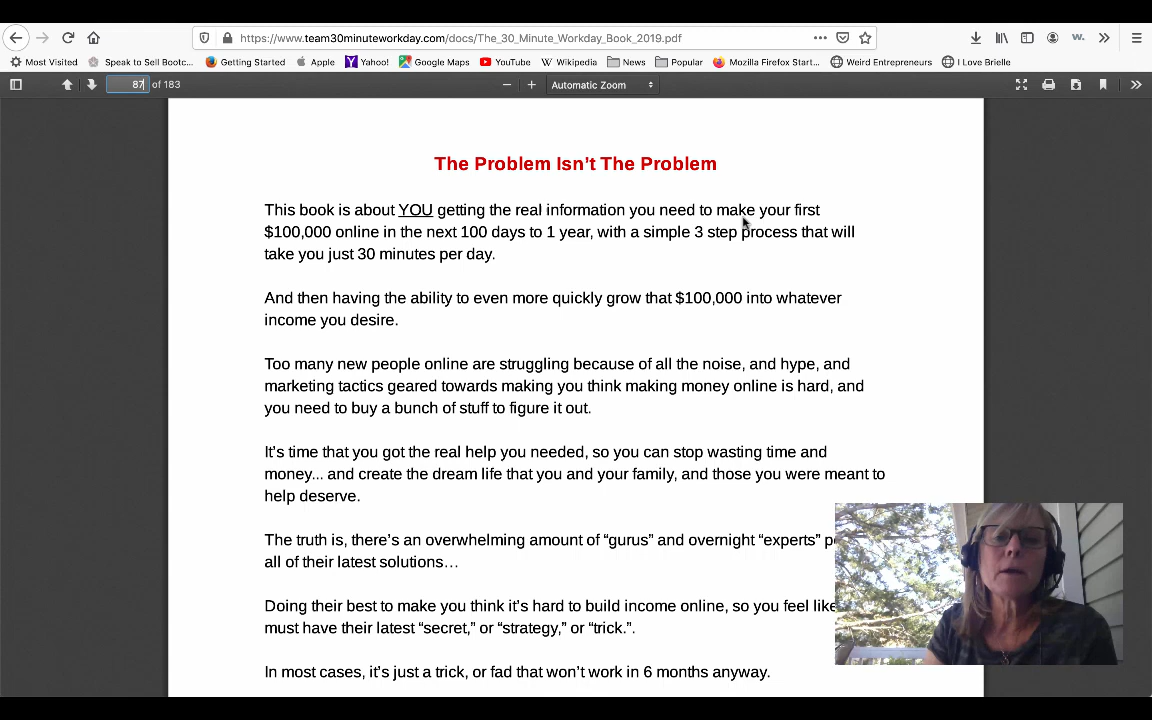 https://www.team30minuteworkday.com/docs/The_30_Minute_Workday_Book_2019.pdf
Most Visited Speak to Sell Bootc... Getting Started Apple Yahoo! Google Maps YouTube Wikipedia News Popular Mozilla Firefox Start... Weird Entrepreneurs I Love Brielle
87 of 183 Automatic Zoom
The Problem Isn't The Problem
This book is about YOU getting the real information you need to make your first
$100,000 online in the next 100 days to 1 year, with a simple 3 step process that will
take you just 30 minutes per day.
And then having the ability to even more quickly grow that $100,000 into whatever
income you desire.
Too many new people online are struggling because of all the noise, and hype, and
marketing tactics geared towards making you think making money online is hard, and
you need to buy a bunch of stuff to figure it out.
It's time that you got the real help you needed, so you can stop wasting time and
money... and create the dream life that you and your family, and those you were meant to
help deserve.
The truth is, there's an overwhelming amount of “gurus” and overnight “experts”
all of their latest solutions…
Doing their best to make you think it's hard to build income online, so you feel like
must have their latest “secret,” or “strategy,” or “trick.”.
In most cases, it's just a trick, or fad that won't work in 6 months anyway.